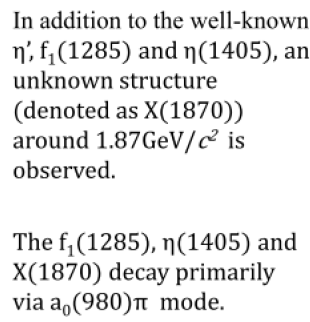 In addition to the well-known
η′, f₁(1285) and η(1405), an
unknown structure
(denoted as X(1870))
around 1.87GeV/c² is
observed.
The f₁(1285), η(1405) and
X(1870) decay primarily
via a₀(980)π mode.